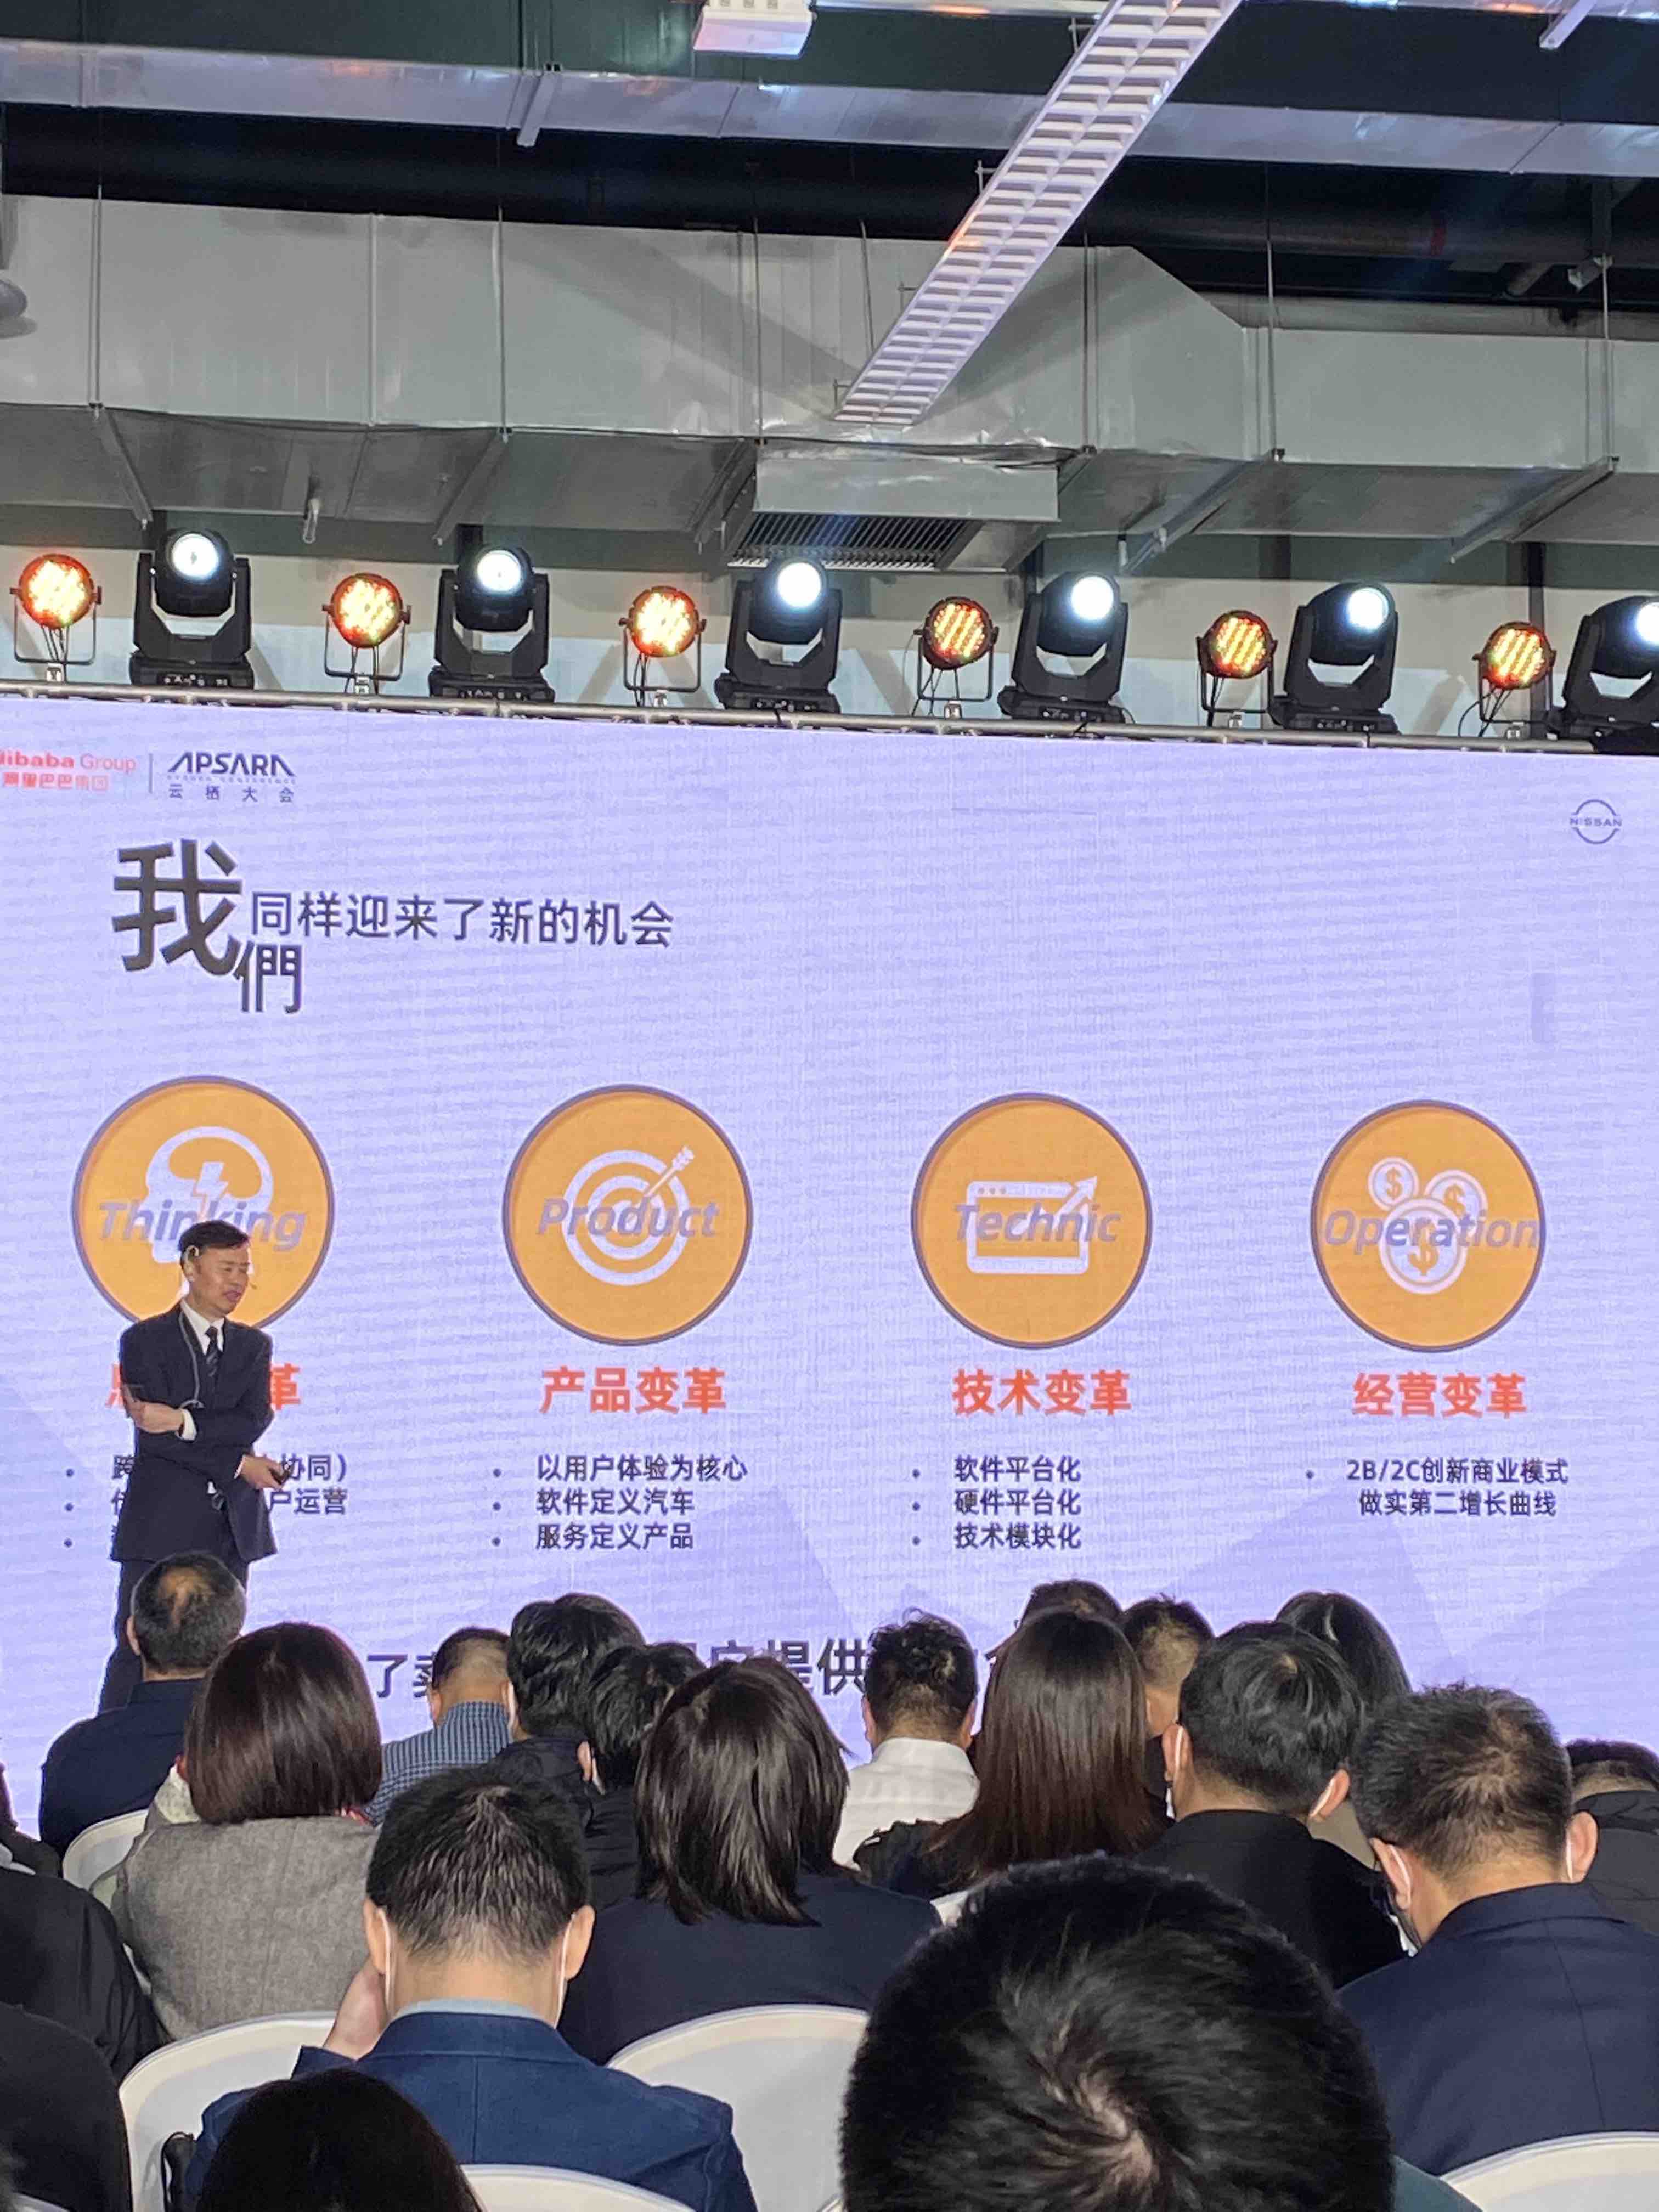 Alibaba Group
阿里巴巴集团
APSARA
云栖大会
NISSAN
我們同样迎来了新的机会
Thinking
Product
Technic
Operation
革
产品变革
技术变革
经营变革
跨 协同）
户运营
以用户体验为核心
软件定义汽车
服务定义产品
软件平台化
硬件平台化
技术模块化
2B/2C创新商业模式
做实第二增长曲线
了 提供